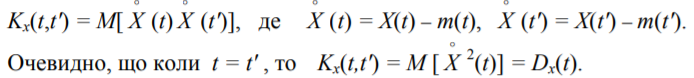 Kₓ(t,t′) = M[X̊ (t) X̊ (t′)], де X̊ (t) = X(t) – m(t), X̊ (t′) = X(t′) – m(t′).
Очевидно, що коли t = t′ , то Kₓ(t,t′) = M [ X̊ ²(t)] = Dₓ(t).